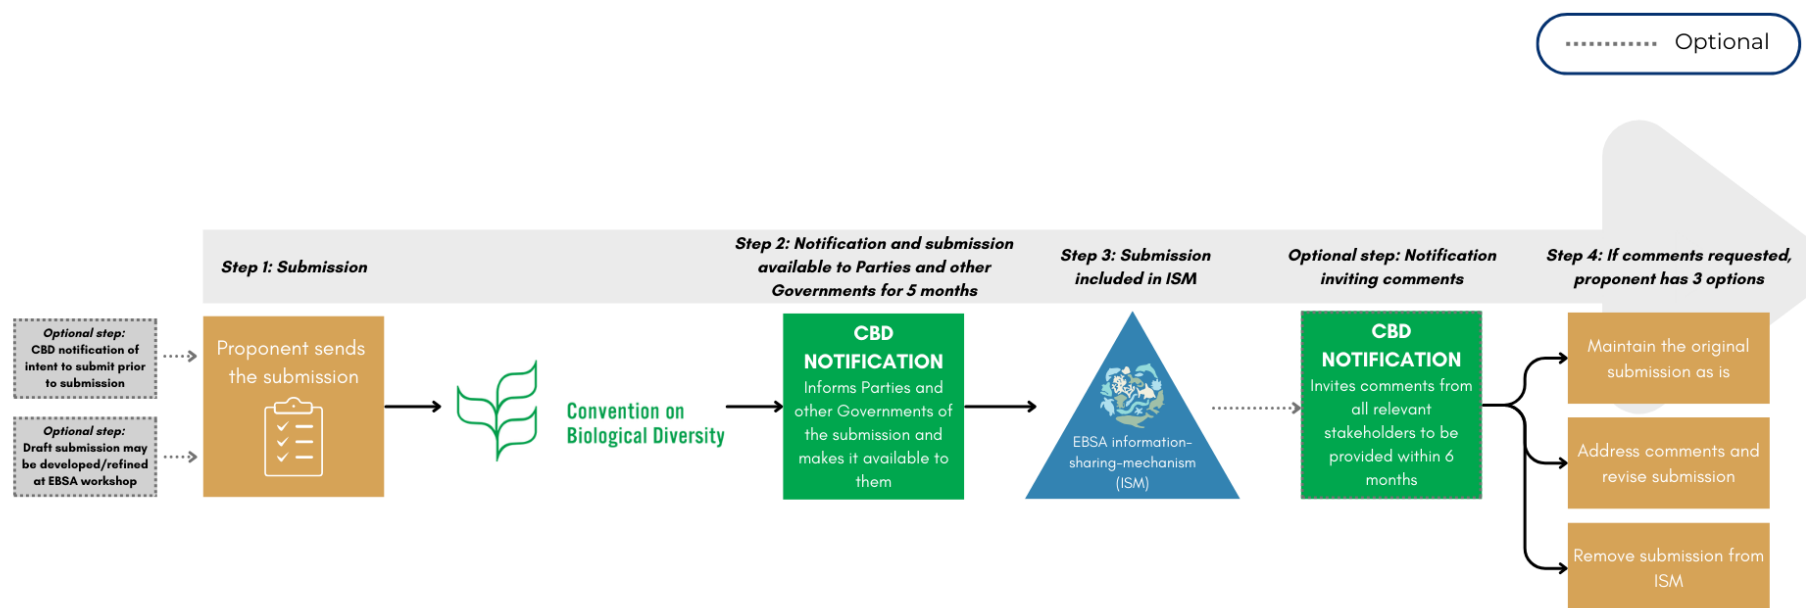 Optional
Step 1: Submission
Step 2: Notification and submission
available to Parties and other
Governments for 5 months
Step 3: Submission
included in ISM
Optional step: Notification
inviting comments
Step 4: If comments requested,
proponent has 3 options
Optional step:
CBD notification of
intent to submit prior
to submission
Optional step:
Draft submission may
be developed/refined
at EBSA workshop
Proponent sends
the submission
Convention on
Biological Diversity
CBD
NOTIFICATION
Informs Parties and
other Governments of
the submission and
makes it available to
them
EBSA information-
sharing-mechanism
(ISM)
CBD
NOTIFICATION
Invites comments from
all relevant
stakeholders to be
provided within 6
months
Maintain the original
submission as is
Address comments and
revise submission
Remove submission from
ISM